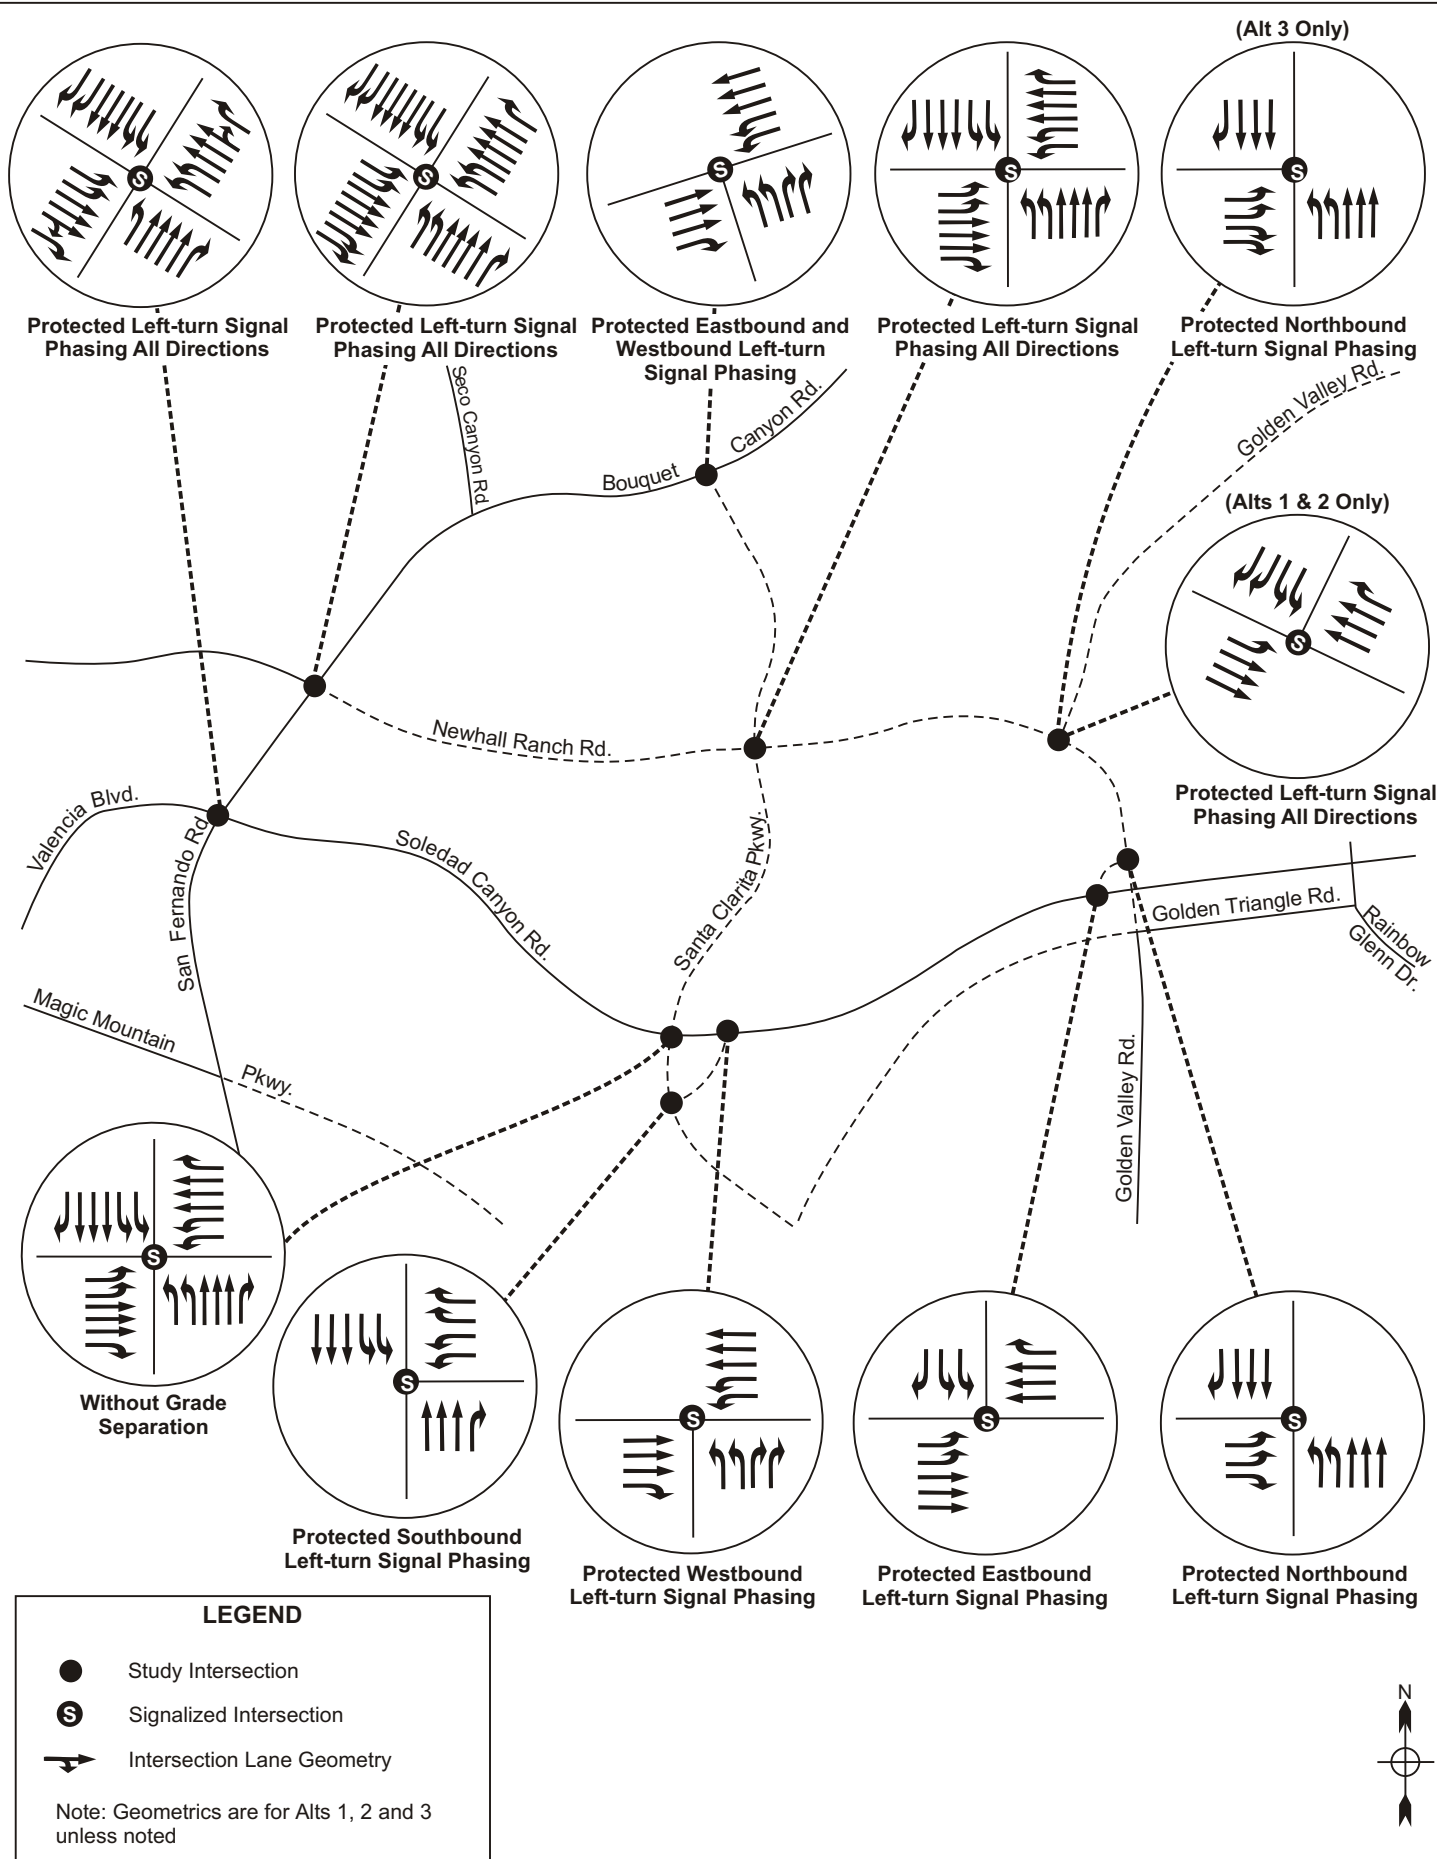 (Alt 3 Only)
S
S
S
S
S
Protected Left-turn Signal
Phasing All Directions
Protected Left-turn Signal
Phasing All Directions
Protected Eastbound and
Westbound Left-turn
Signal Phasing
Protected Left-turn Signal
Phasing All Directions
Protected Northbound
Left-turn Signal Phasing
Seco Canyon Rd
Bouquet
Canyon Rd.
Golden Valley Rd.
(Alts 1 & 2 Only)
S
Protected Left-turn Signal
Phasing All Directions
Newhall Ranch Rd.
Valencia Blvd.
San Fernando Rd
Soledad Canyon Rd.
Santa Clarita Pkwy.
Golden Triangle Rd.
Rainbow
Glenn Dr.
Magic Mountain
Pkwy.
Golden Valley Rd.
S
Without Grade
Separation
S
Protected Southbound
Left-turn Signal Phasing
S
Protected Westbound
Left-turn Signal Phasing
S
Protected Eastbound
Left-turn Signal Phasing
S
Protected Northbound
Left-turn Signal Phasing
LEGEND
Study Intersection
S Signalized Intersection
Intersection Lane Geometry
Note: Geometrics are for Alts 1, 2 and 3
unless noted
N